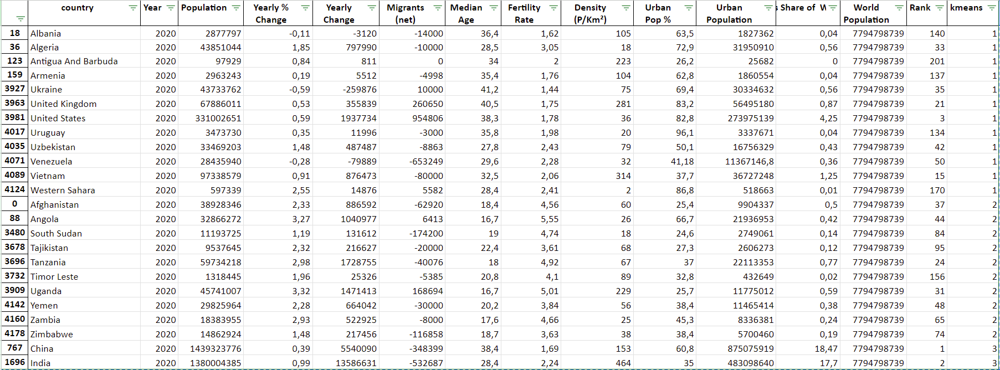 country Year Population Yearly % Change Yearly Change Migrants (net) Median Age Fertility Rate Density (P/Km²) Urban Pop % Urban Population s Share of W World Population Rank kmeans
18 Albania 2020 2877797 -0,11 -3120 -14000 36,4 1,62 105 63,5 1827362 0,04 7794798739 140 1
36 Algeria 2020 43851044 1,85 797990 -10000 28,5 3,05 18 72,9 31950910 0,56 7794798739 33 1
123 Antigua And Barbuda 2020 97929 0,84 811 0 34 2 223 26,2 25682 0 7794798739 201 1
159 Armenia 2020 2963243 0,19 5512 -4998 35,4 1,76 104 62,8 1860554 0,04 7794798739 137 1
3927 Ukraine 2020 43733762 -0,59 -259876 10000 41,2 1,44 75 69,4 30334632 0,56 7794798739 35 1
3963 United Kingdom 2020 67886011 0,53 355839 260650 40,5 1,75 281 83,2 56495180 0,87 7794798739 21 1
3981 United States 2020 331002651 0,59 1937734 954806 38,3 1,78 36 82,8 273975139 4,25 7794798739 3 1
4017 Uruguay 2020 3473730 0,35 11996 -3000 35,8 1,98 20 96,1 3337671 0,04 7794798739 134 1
4035 Uzbekistan 2020 33469203 1,48 487487 -8863 27,8 2,43 79 50,1 16756329 0,43 7794798739 42 1
4071 Venezuela 2020 28435940 -0,28 -79889 -653249 29,6 2,28 32 41,18 11367146,8 0,36 7794798739 50 1
4089 Vietnam 2020 97338579 0,91 876473 -80000 32,5 2,06 314 37,7 36727248 1,25 7794798739 15 1
4124 Western Sahara 2020 597339 2,55 14876 5582 28,4 2,41 2 86,8 518663 0,01 7794798739 170 1
0 Afghanistan 2020 38928346 2,33 886592 -62920 18,4 4,56 60 25,4 9904337 0,5 7794798739 37 2
88 Angola 2020 32866272 3,27 1040977 6413 16,7 5,55 26 66,7 21936953 0,42 7794798739 44 2
3480 South Sudan 2020 11193725 1,19 131612 -174200 19 4,74 18 24,6 2749061 0,14 7794798739 84 2
3678 Tajikistan 2020 9537645 2,32 216627 -20000 22,4 3,61 68 27,3 2606273 0,12 7794798739 95 2
3696 Tanzania 2020 59734218 2,98 1728755 -40076 18 4,92 67 37 22113353 0,77 7794798739 24 2
3732 Timor Leste 2020 1318445 1,96 25326 -5385 20,8 4,1 89 32,8 432649 0,02 7794798739 156 2
3909 Uganda 2020 45741007 3,32 1471413 168694 16,7 5,01 229 25,7 11775012 0,59 7794798739 31 2
4142 Yemen 2020 29825964 2,28 664042 -30000 20,2 3,84 56 38,4 11465414 0,38 7794798739 48 2
4160 Zambia 2020 18383955 2,93 522925 -8000 17,6 4,66 25 45,3 8336381 0,24 7794798739 65 2
4178 Zimbabwe 2020 14862924 1,48 217456 -116858 18,7 3,63 38 38,4 5700460 0,19 7794798739 74 2
767 China 2020 1439323776 0,39 5540090 -348399 38,4 1,69 153 60,8 875075919 18,47 7794798739 1 3
1696 India 2020 1380004385 0,99 13586631 -532687 28,4 2,24 464 35 483098640 17,7 7794798739 2 3